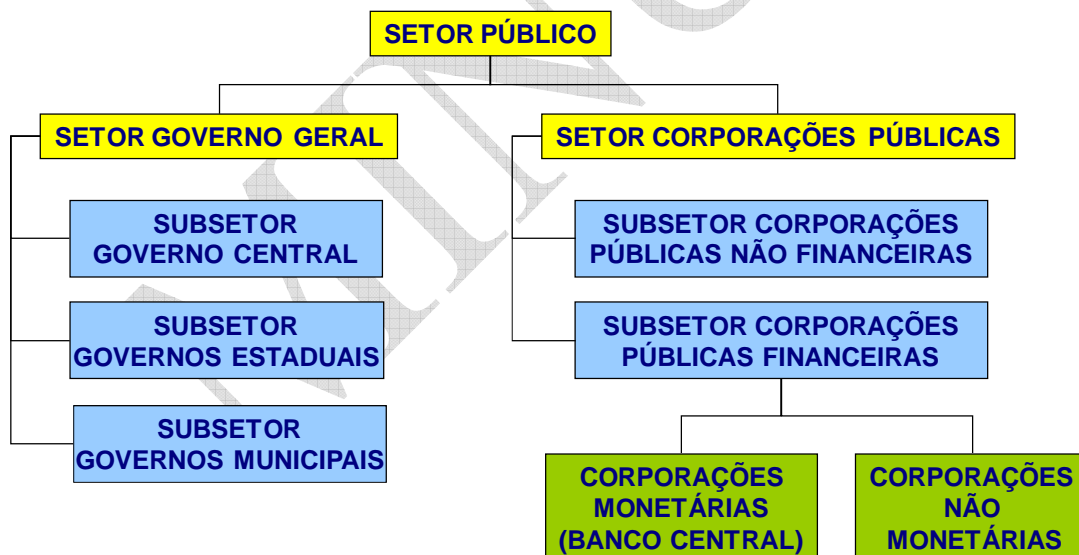 SETOR PÚBLICO
SETOR GOVERNO GERAL
SUBSETOR
GOVERNO CENTRAL
SUBSETOR
GOVERNOS ESTADUAIS
SUBSETOR
GOVERNOS MUNICIPAIS
SETOR CORPORAÇÕES PÚBLICAS
SUBSETOR CORPORAÇÕES
PÚBLICAS NÃO FINANCEIRAS
SUBSETOR CORPORAÇÕES
PÚBLICAS FINANCEIRAS
CORPORAÇÕES
MONETÁRIAS
(BANCO CENTRAL)
CORPORAÇÕES
NÃO
MONETÁRIAS